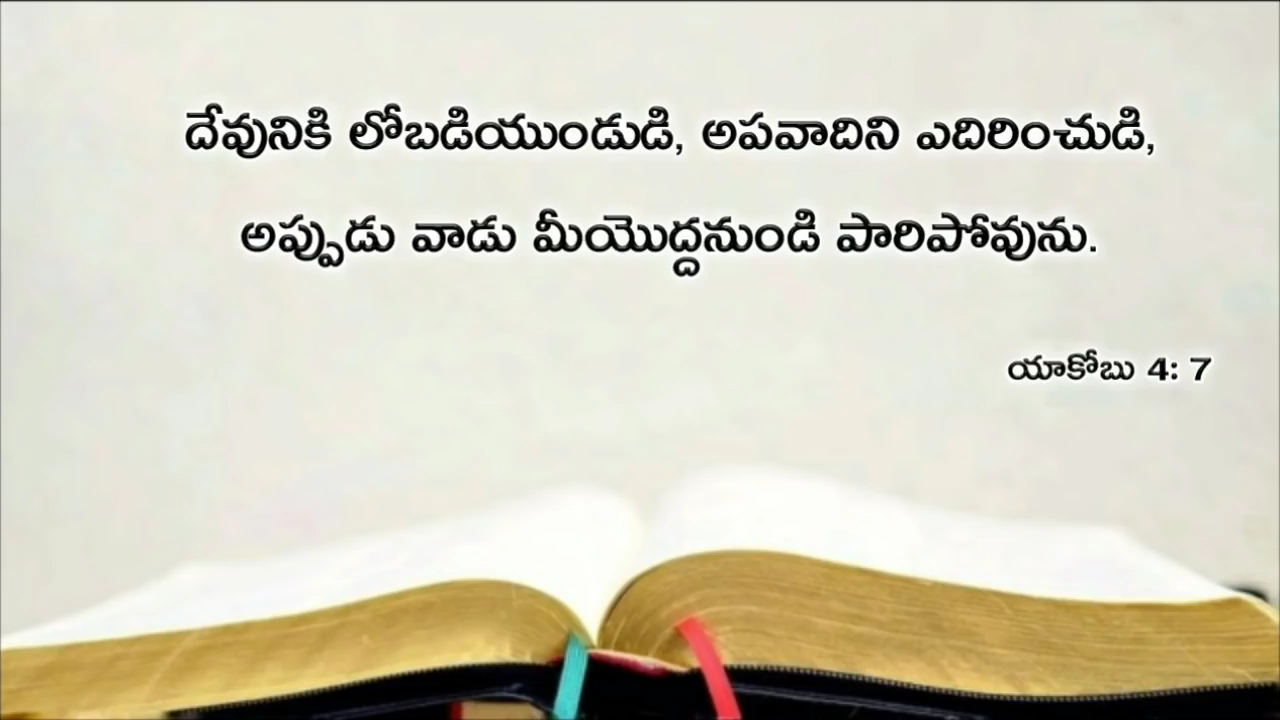 దేవునికి లోబడియుండుడి, అపవాదిని ఎదిరించుడి,
అప్పుడు వాడు మీయొద్దనుండి పారిపోవును.
యాకోబు 4: 7